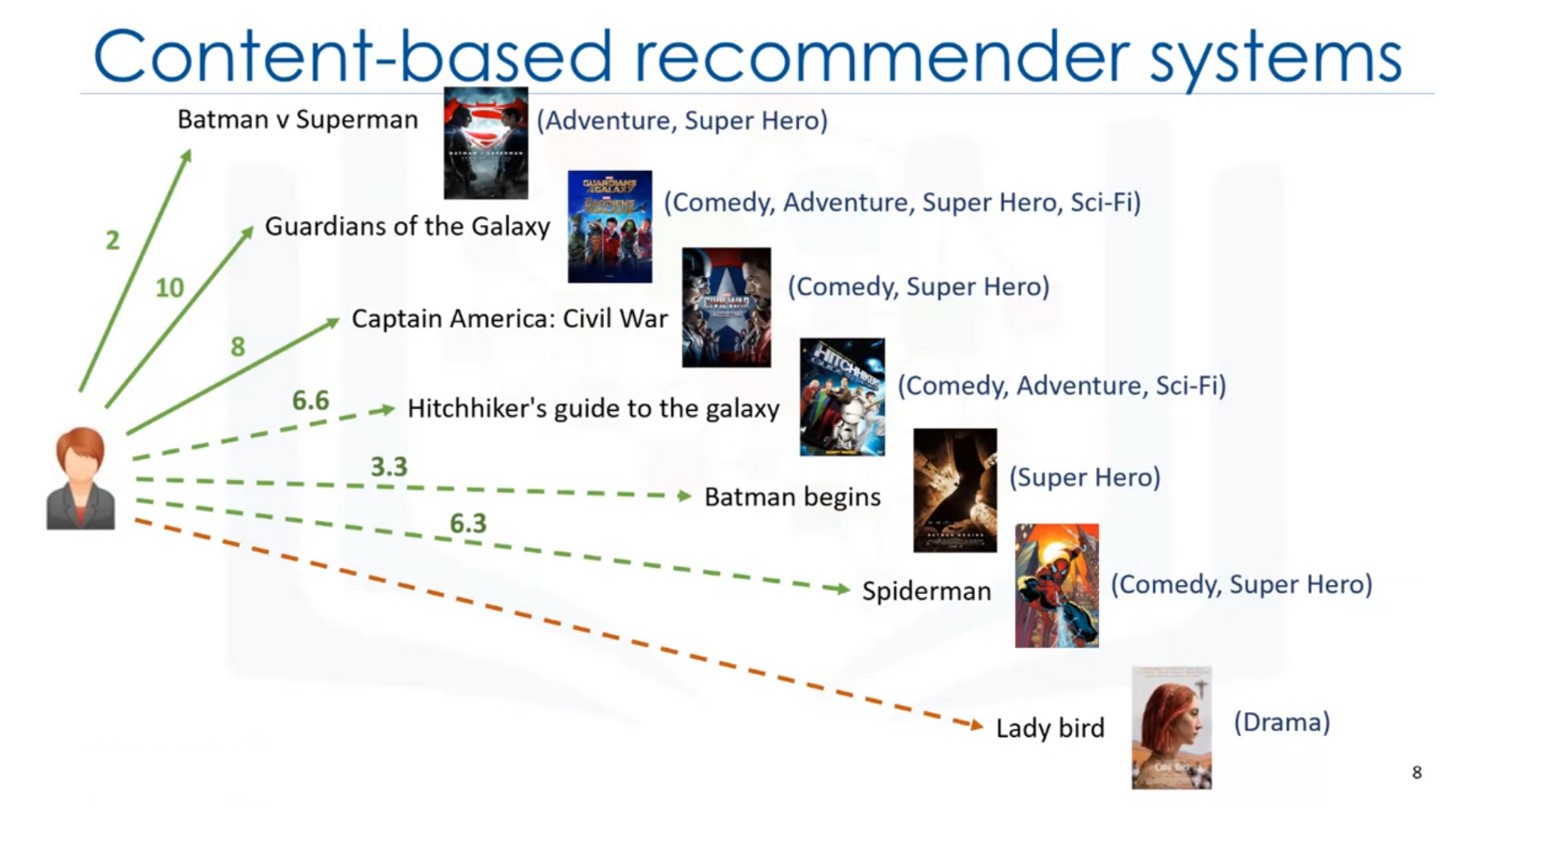 Content-based recommender systems
Batman v Superman
(Adventure, Super Hero)
2
Guardians of the Galaxy
(Comedy, Adventure, Super Hero, Sci-Fi)
10
Captain America: Civil War
(Comedy, Super Hero)
8
Hitchhiker's guide to the galaxy
(Comedy, Adventure, Sci-Fi)
6.6
Batman begins
(Super Hero)
3.3
Spiderman
(Comedy, Super Hero)
6.3
Lady bird
(Drama)
8